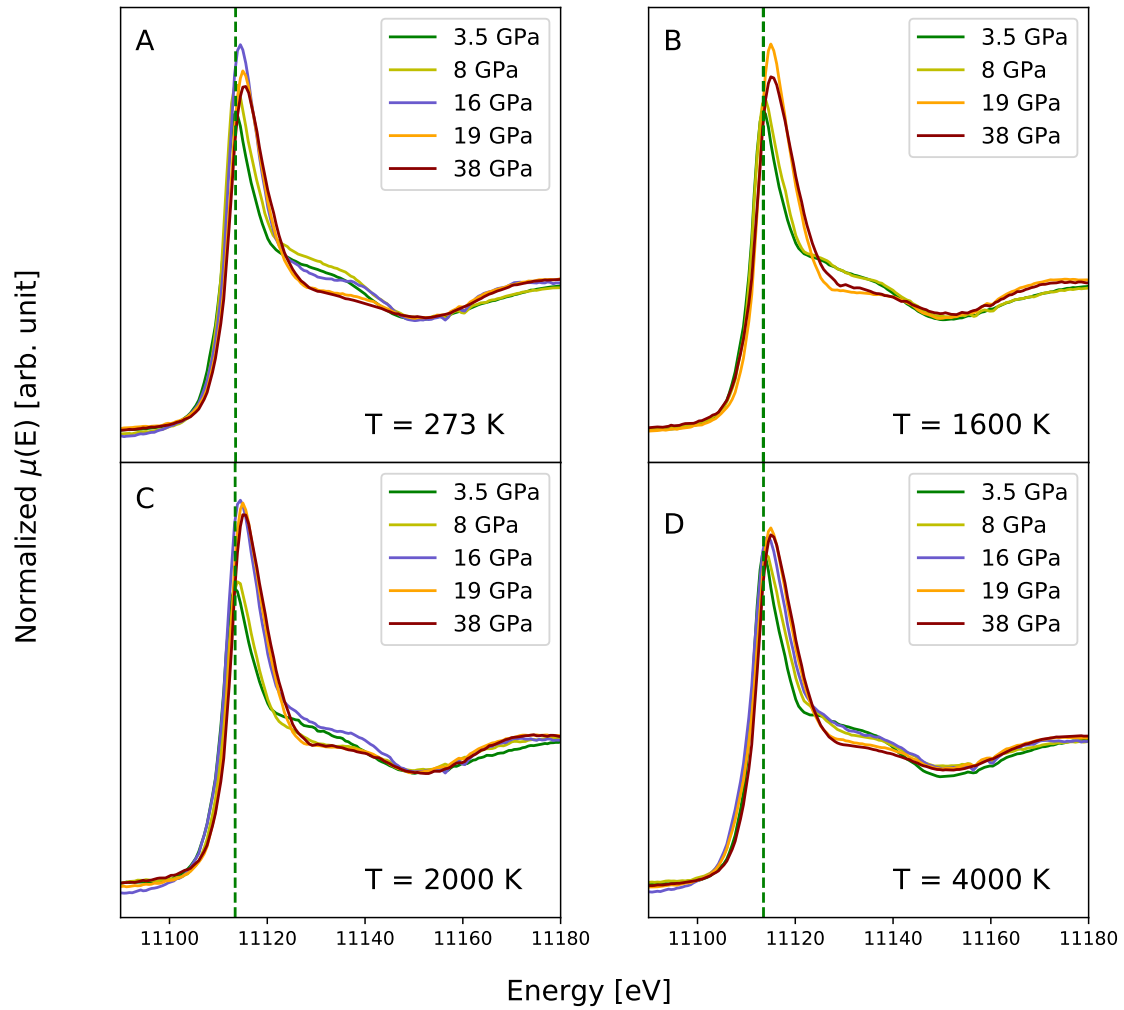 A
3.5 GPa
8 GPa
16 GPa
19 GPa
38 GPa
T = 273 K
B
3.5 GPa
8 GPa
19 GPa
38 GPa
T = 1600 K
C
3.5 GPa
8 GPa
16 GPa
19 GPa
38 GPa
T = 2000 K
D
3.5 GPa
8 GPa
16 GPa
19 GPa
38 GPa
T = 4000 K
11100 11120 11140 11160 11180
11100 11120 11140 11160 11180
Energy [eV]
Normalized μ(E) [arb. unit]